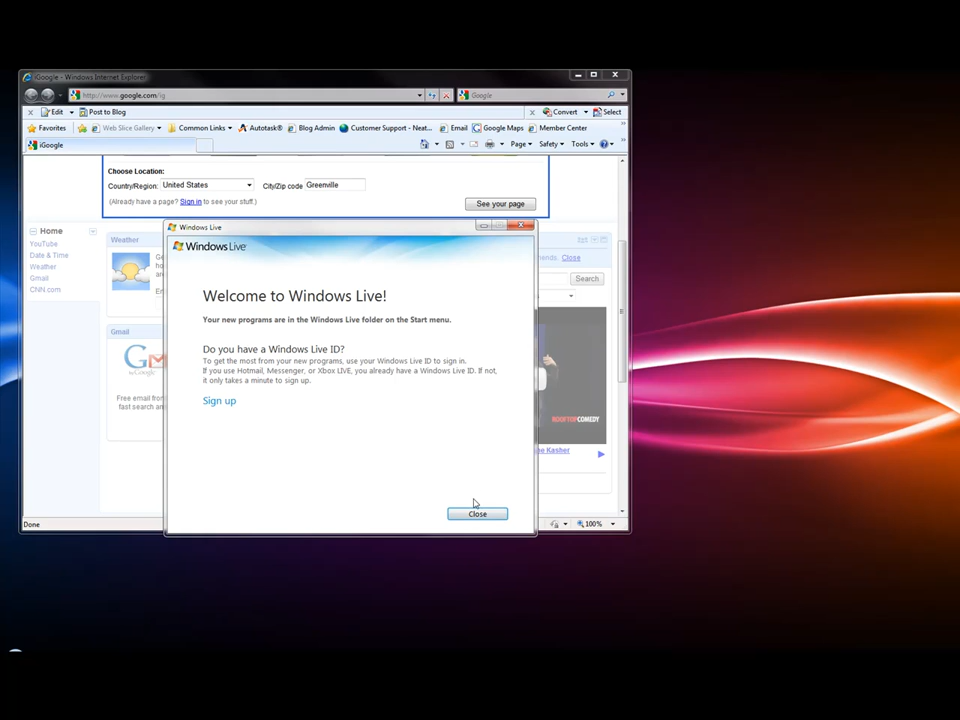 iGoogle - Windows Internet Explorer
http://www.google.com/ig
Google
Edit
Post to Blog
Convert
Select
Favorites
Web Slice Gallery
Common Links
Autotask®
Blog Admin
Customer Support - Neat...
Email
Google Maps
Member Center
iGoogle
Page
Safety
Tools
Choose Location:
Country/Region: United States City/Zip code Greenville
(Already have a page? Sign in to see your stuff.)
See your page
Home
YouTube
Date & Time
Weather
Gmail
CNN.com
Weather
Gmail
Free email from
fast search an
Close
Search
ROOFTOPCOMEDY
ne Kasher
Windows Live
Windows Live
Welcome to Windows Live!
Your new programs are in the Windows Live folder on the Start menu.
Do you have a Windows Live ID?
To get the most from your new programs, use your Windows Live ID to sign in.
If you use Hotmail, Messenger, or Xbox LIVE, you already have a Windows Live ID. If not,
it only takes a minute to sign up.
Sign up
Close
Done
100%